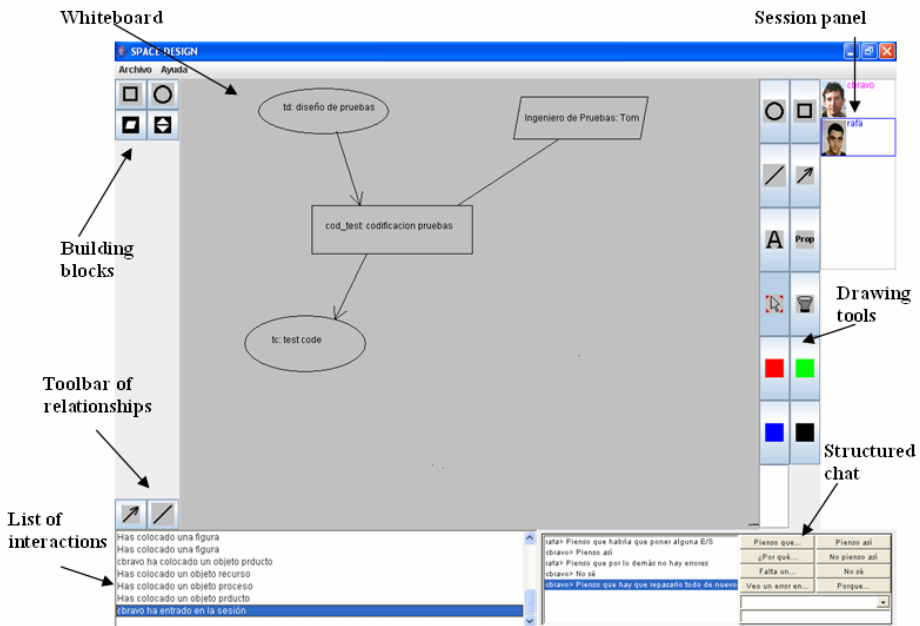 Whiteboard
Session panel
SPACE-DESIGN
Archivo Ayuda
cbravo
rafa
td: diseño de pruebas
Ingeniero de Pruebas: Tom
A
Prop
cod_test: codificacion pruebas
Building
blocks
Drawing
tools
tc: test code
Toolbar of
relationships
Structured
chat
List of
interactions
Has colocado una figura
Has colocado una figura
cbravo ha colocado un objeto prducto
Has colocado un objeto recurso
Has colocado un objeto proceso
Has colocado un objeto prducto
cbravo ha entrado en la sesión
rafa> Pienso que habría que poner alguna E/S
cbravo> Pienso así
rafa> Pienso que por lo demás no hay errores
cbravo> No sé
cbravo> Pienso que hay que repasarlo todo de nuevo
Pienso que... Pienso así
¿Por qué... No pienso así
Falta un... No sé
Veo un error en... Porque...